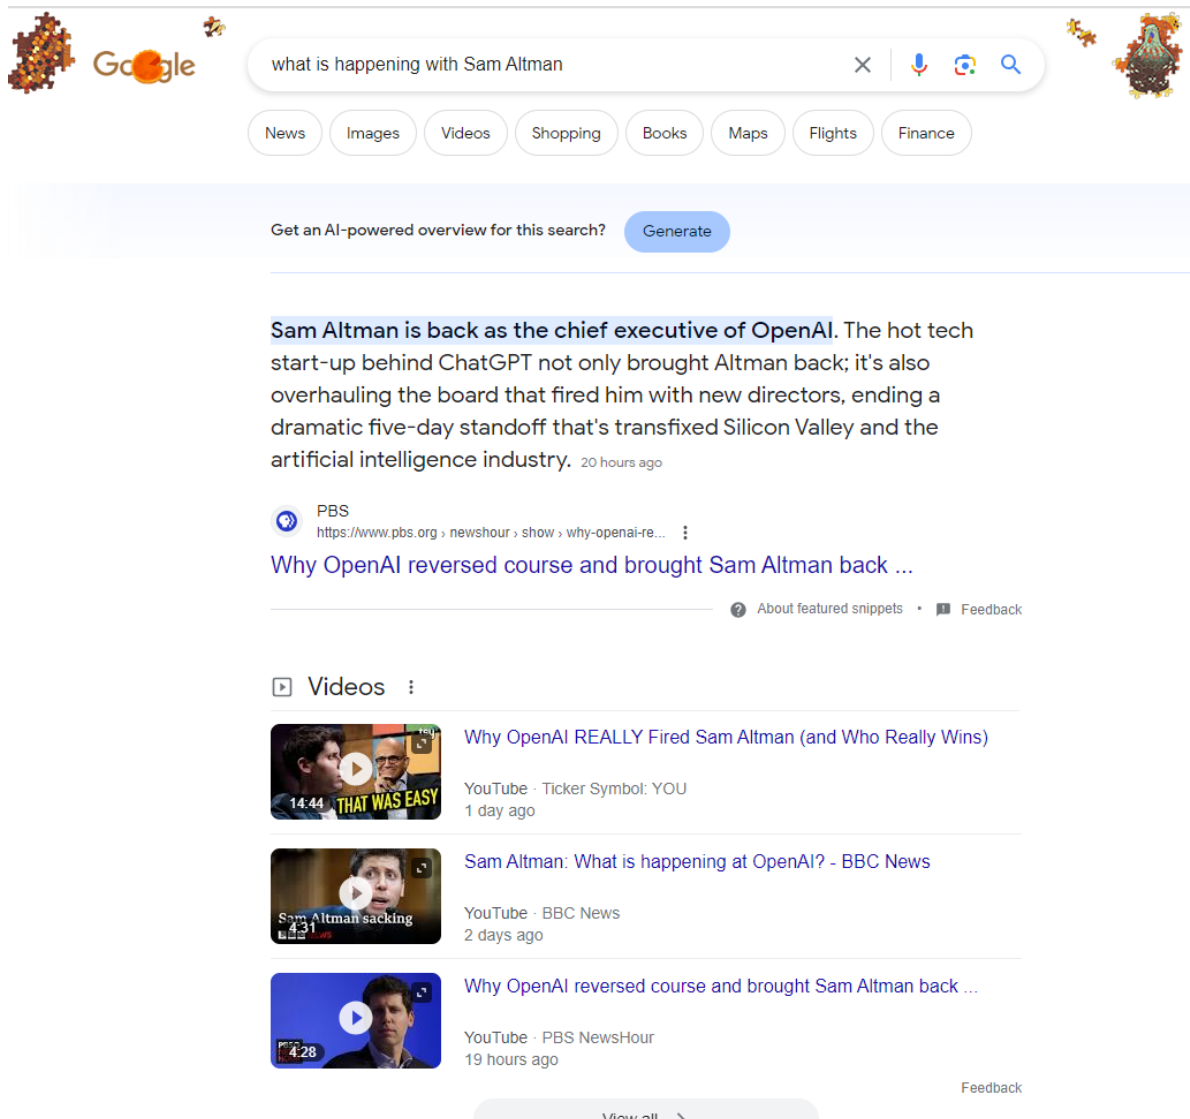 Google
what is happening with Sam Altman
News Images Videos Shopping Books Maps Flights Finance
Get an AI-powered overview for this search? Generate
Sam Altman is back as the chief executive of OpenAI. The hot tech
start-up behind ChatGPT not only brought Altman back; it's also
overhauling the board that fired him with new directors, ending a
dramatic five-day standoff that's transfixed Silicon Valley and the
artificial intelligence industry. 20 hours ago
PBS
https://www.pbs.org › newshour › show › why-openai-re...
Why OpenAI reversed course and brought Sam Altman back ...
About featured snippets • Feedback
Videos
Why OpenAI REALLY Fired Sam Altman (and Who Really Wins)
14:44 THAT WAS EASY
YouTube · Ticker Symbol: YOU
1 day ago
Sam Altman: What is happening at OpenAI? - BBC News
Sam Altman sacking
4:31
YouTube · BBC News
2 days ago
Why OpenAI reversed course and brought Sam Altman back ...
4:28
YouTube · PBS NewsHour
19 hours ago
Feedback
View all